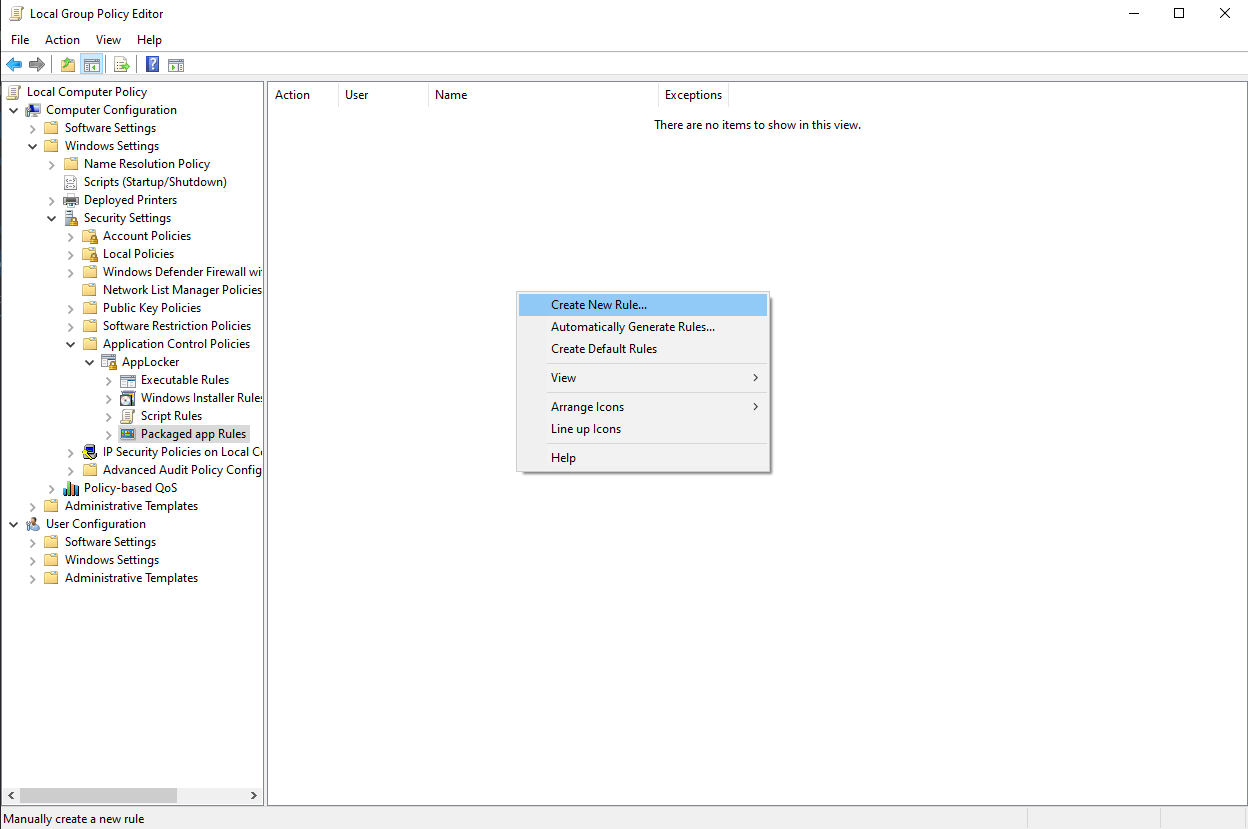 Local Group Policy Editor
File Action View Help
Local Computer Policy
Computer Configuration
Software Settings
Windows Settings
Name Resolution Policy
Scripts (Startup/Shutdown)
Deployed Printers
Security Settings
Account Policies
Local Policies
Windows Defender Firewall wi
Network List Manager Policies
Public Key Policies
Software Restriction Policies
Application Control Policies
AppLocker
Executable Rules
Windows Installer Rules
Script Rules
Packaged app Rules
IP Security Policies on Local C
Advanced Audit Policy Config
Policy-based QoS
Administrative Templates
User Configuration
Software Settings
Windows Settings
Administrative Templates
Action User Name Exceptions
There are no items to show in this view.
Create New Rule...
Automatically Generate Rules...
Create Default Rules
View
Arrange Icons
Line up Icons
Help
Manually create a new rule